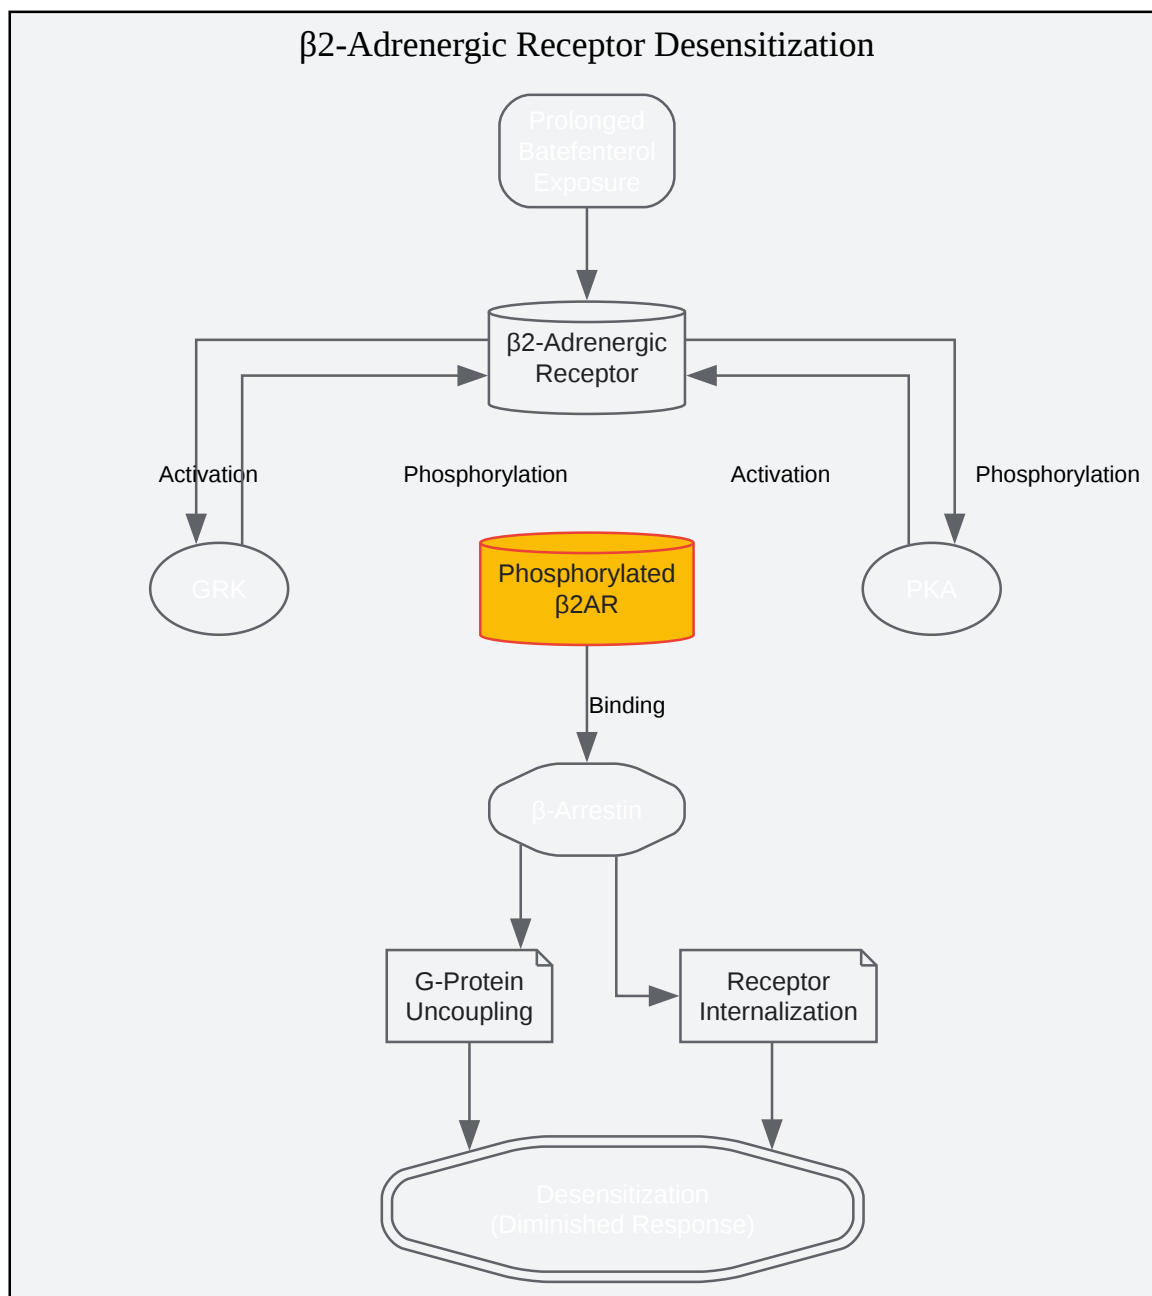 β2-Adrenergic Receptor Desensitization
Prolonged
Batefenterol
Exposure
β2-Adrenergic
Receptor
Activation
Phosphorylation
Activation
Phosphorylation
GRK
Phosphorylated
β2AR
PKA
Binding
β-Arrestin
G-Protein
Uncoupling
Receptor
Internalization
Desensitization
(Diminished Response)